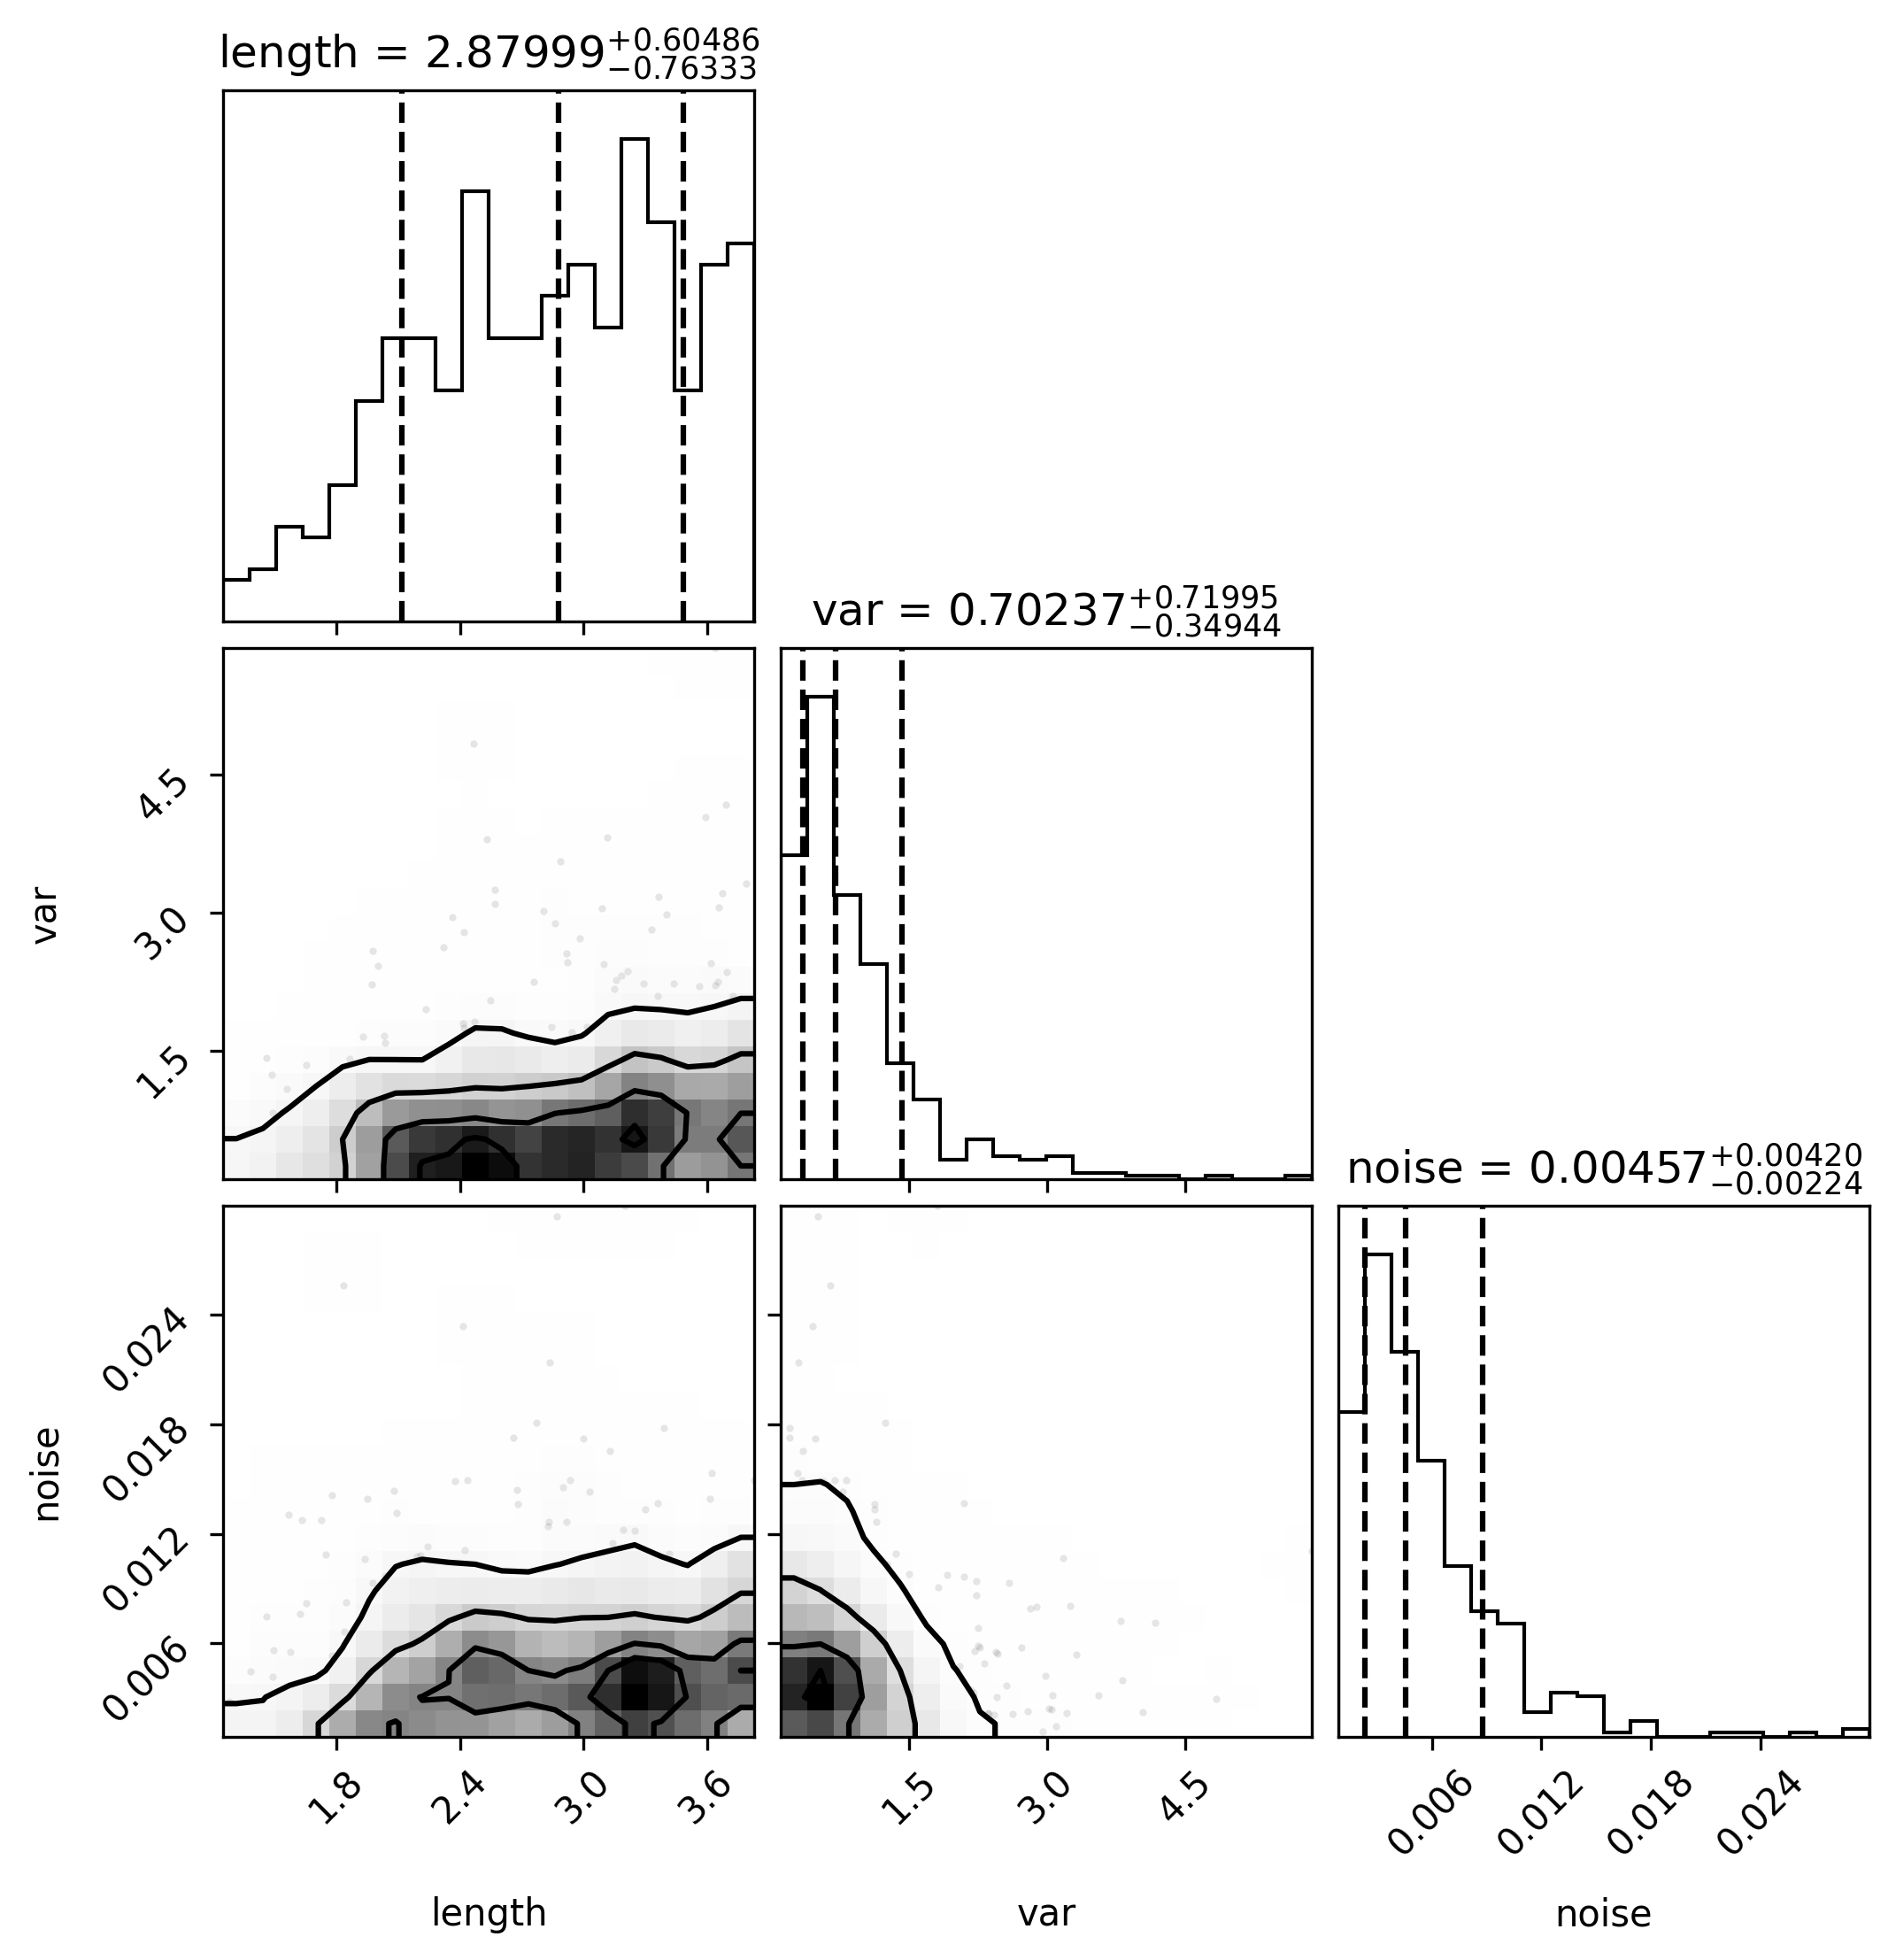 length = 2.87999+0.60486−0.76333
var = 0.70237+0.71995−0.34944
4.5
3.0
1.5
var
noise = 0.00457+0.00420−0.00224
0.024
0.018
0.012
0.006
noise
1.8 2.4 3.0 3.6 1.5 3.0 4.5 0.006 0.012 0.018 0.024
length var noise